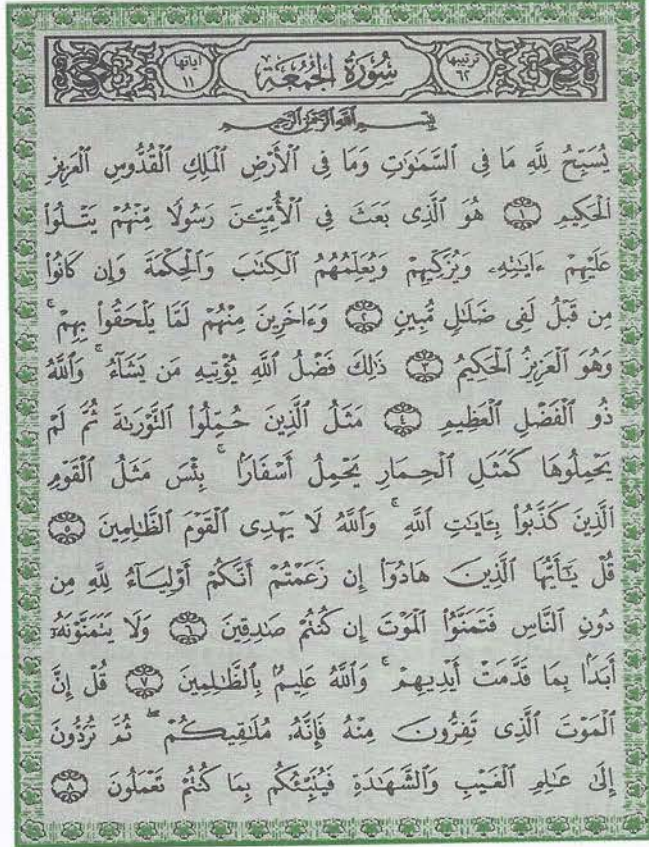 ترتيبها ٦٢
سُورَةُ الجُمُعَة
آياتها ١١
بِسْمِ ٱللَّهِ ٱلرَّحْمَٰنِ ٱلرَّحِيمِ
يُسَبِّحُ لِلَّهِ مَا فِى ٱلسَّمَٰوَٰتِ وَمَا فِى ٱلْأَرْضِ ٱلْمَلِكِ ٱلْقُدُّوسِ ٱلْعَزِيزِ
ٱلْحَكِيمِ ١ هُوَ ٱلَّذِى بَعَثَ فِى ٱلْأُمِّيِّـۧنَ رَسُولًا مِّنْهُمْ يَتْلُوا۟
عَلَيْهِمْ ءَايَٰتِهِۦ وَيُزَكِّيهِمْ وَيُعَلِّمُهُمُ ٱلْكِتَٰبَ وَٱلْحِكْمَةَ وَإِن كَانُوا۟
مِن قَبْلُ لَفِى ضَلَٰلٍ مُّبِينٍ ٢ وَءَاخَرِينَ مِنْهُمْ لَمَّا يَلْحَقُوا۟ بِهِمْ ۚ
وَهُوَ ٱلْعَزِيزُ ٱلْحَكِيمُ ٣ ذَٰلِكَ فَضْلُ ٱللَّهِ يُؤْتِيهِ مَن يَشَآءُ ۚ وَٱللَّهُ
ذُو ٱلْفَضْلِ ٱلْعَظِيمِ ٤ مَثَلُ ٱلَّذِينَ حُمِّلُوا۟ ٱلتَّوْرَىٰةَ ثُمَّ لَمْ
يَحْمِلُوهَا كَمَثَلِ ٱلْحِمَارِ يَحْمِلُ أَسْفَارًۢا ۚ بِئْسَ مَثَلُ ٱلْقَوْمِ
ٱلَّذِينَ كَذَّبُوا۟ بِـَٔايَٰتِ ٱللَّهِ ۚ وَٱللَّهُ لَا يَهْدِى ٱلْقَوْمَ ٱلظَّٰلِمِينَ ٥
قُلْ يَٰٓأَيُّهَا ٱلَّذِينَ هَادُوٓا۟ إِن زَعَمْتُمْ أَنَّكُمْ أَوْلِيَآءُ لِلَّهِ مِن
دُونِ ٱلنَّاسِ فَتَمَنَّوُا۟ ٱلْمَوْتَ إِن كُنتُمْ صَٰدِقِينَ ٦ وَلَا يَتَمَنَّوْنَهُۥٓ
أَبَدًۢا بِمَا قَدَّمَتْ أَيْدِيهِمْ ۚ وَٱللَّهُ عَلِيمٌۢ بِٱلظَّٰلِمِينَ ٧ قُلْ إِنَّ
ٱلْمَوْتَ ٱلَّذِى تَفِرُّونَ مِنْهُ فَإِنَّهُۥ مُلَٰقِيكُمْ ۖ ثُمَّ تُرَدُّونَ
إِلَىٰ عَٰلِمِ ٱلْغَيْبِ وَٱلشَّهَٰدَةِ فَيُنَبِّئُكُم بِمَا كُنتُمْ تَعْمَلُونَ ٨